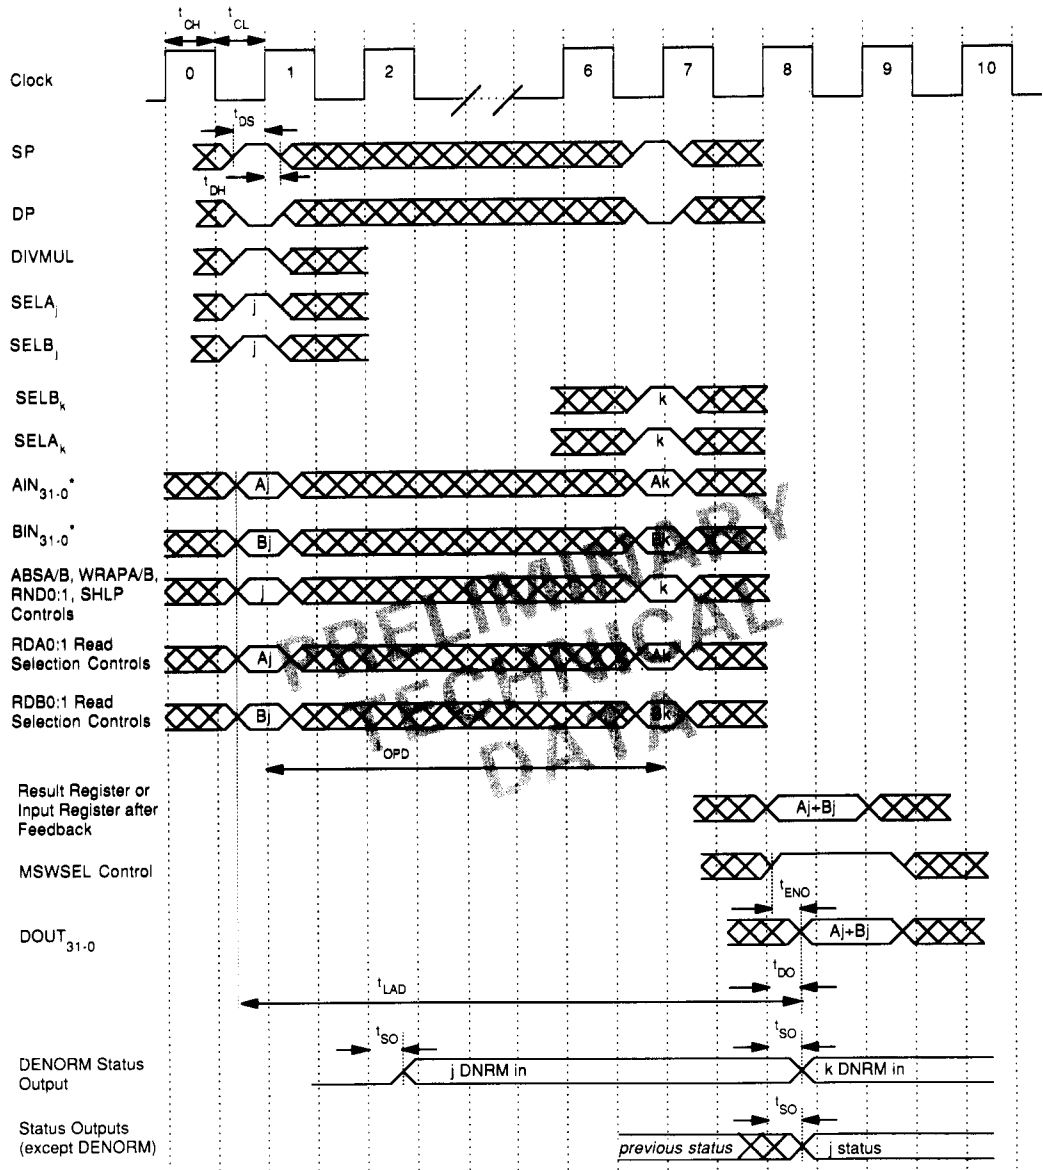 tCH tCL
Clock 0 1 2 6 7 8 9 10
tDS
SP
tDH
DP
DIVMUL
SELAj j
SELBj j
SELBk k
SELAk k
AIN31-0* Aj Ak
BIN31-0* Bj Bk
ABSA/B, WRAPA/B,
RND0:1, SHLP
Controls
j k
RDA0:1 Read
Selection Controls
Aj Ak
RDB0:1 Read
Selection Controls
Bj Bk
PRELIMINARY
TECHNICAL
DATA
tOPD
Result Register or
Input Register after
Feedback
Aj+Bj
MSWSEL Control
tENO
DOUT31-0 Aj+Bj
tDO
tLAD
tSO tSO
DENORM Status
Output
j DNRM in k DNRM in
tSO
Status Outputs
(except DENORM)
previous status j status